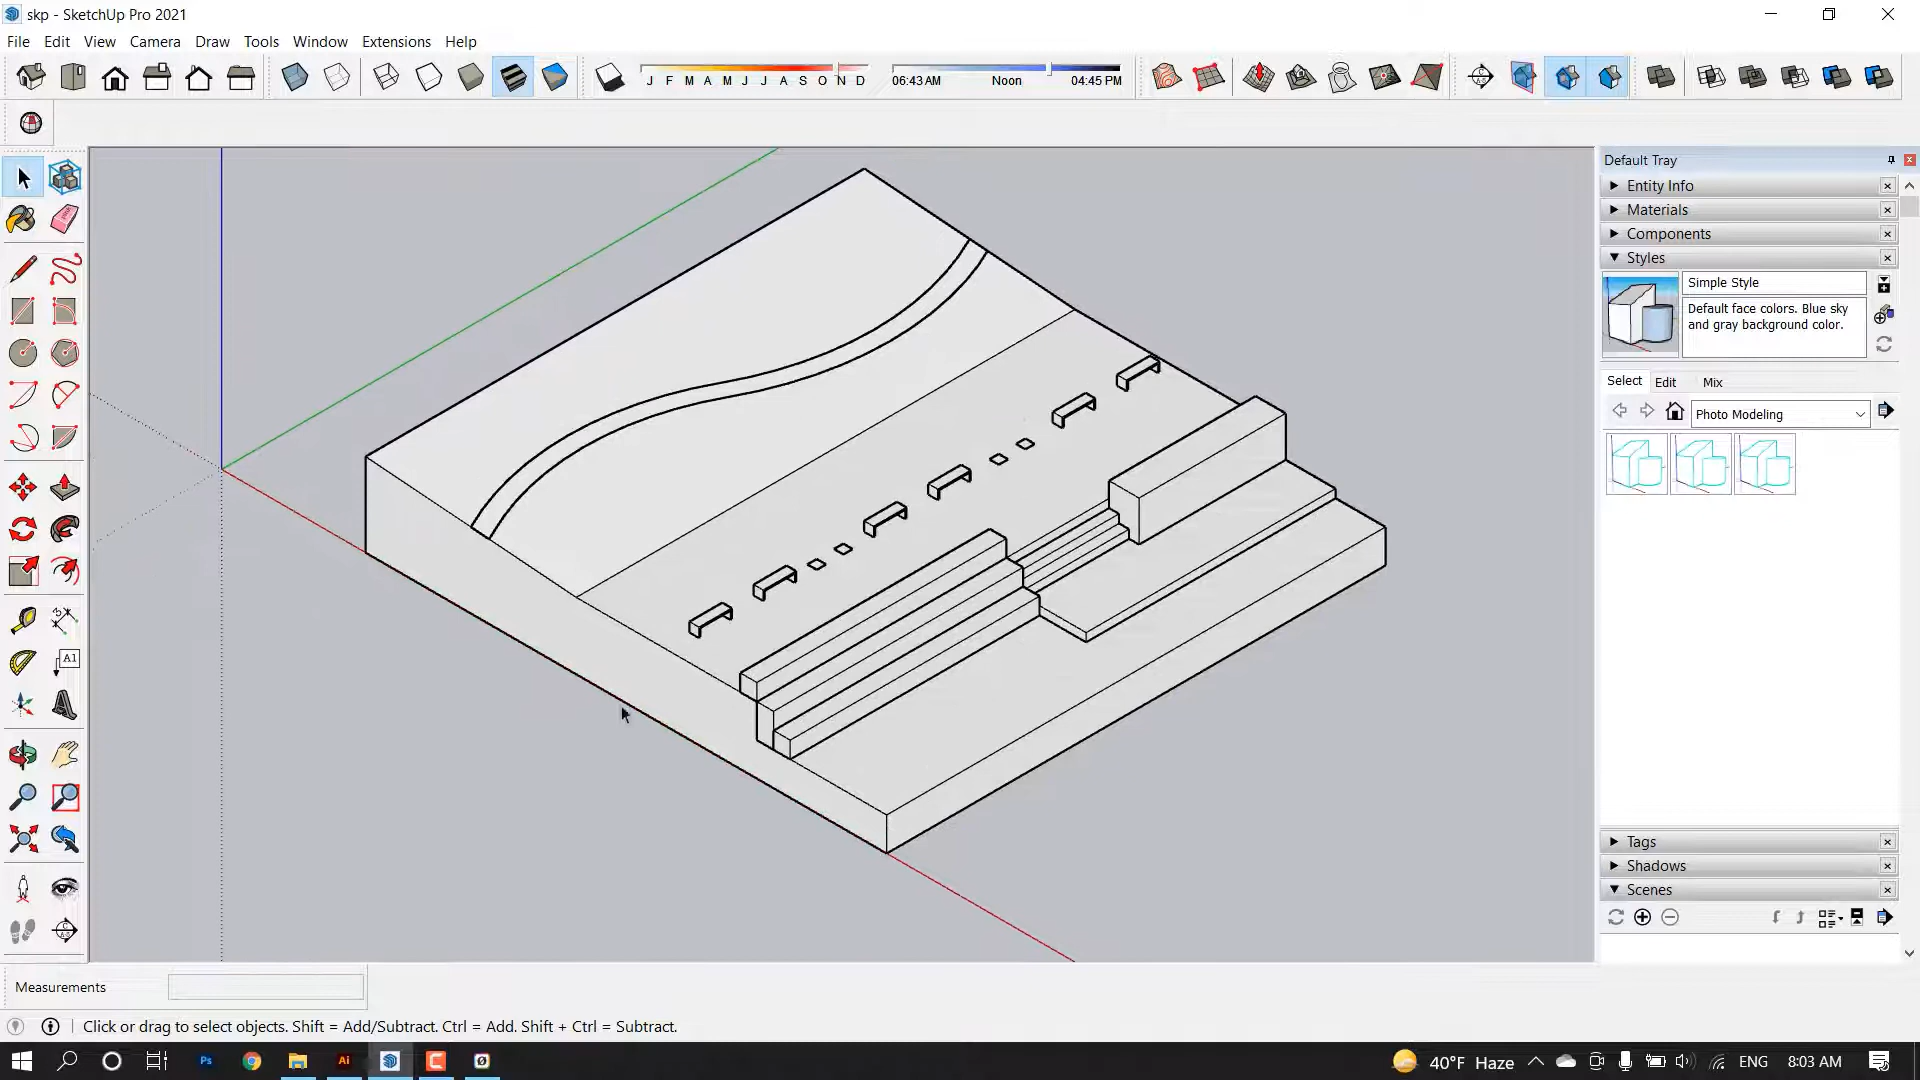 skp - SketchUp Pro 2021
File Edit View Camera Draw Tools Window Extensions Help
J F M A M J J A S O N D 06:43 AM Noon 04:45 PM
Default Tray
Entity Info
Materials
Components
Styles
Simple Style
Default face colors. Blue sky
and gray background color.
Select Edit Mix
Photo Modeling
A1
Tags
Shadows
Scenes
Measurements
Click or drag to select objects. Shift = Add/Subtract. Ctrl = Add. Shift + Ctrl = Subtract.
Ps Ai 40°F Haze ENG 8:03 AM